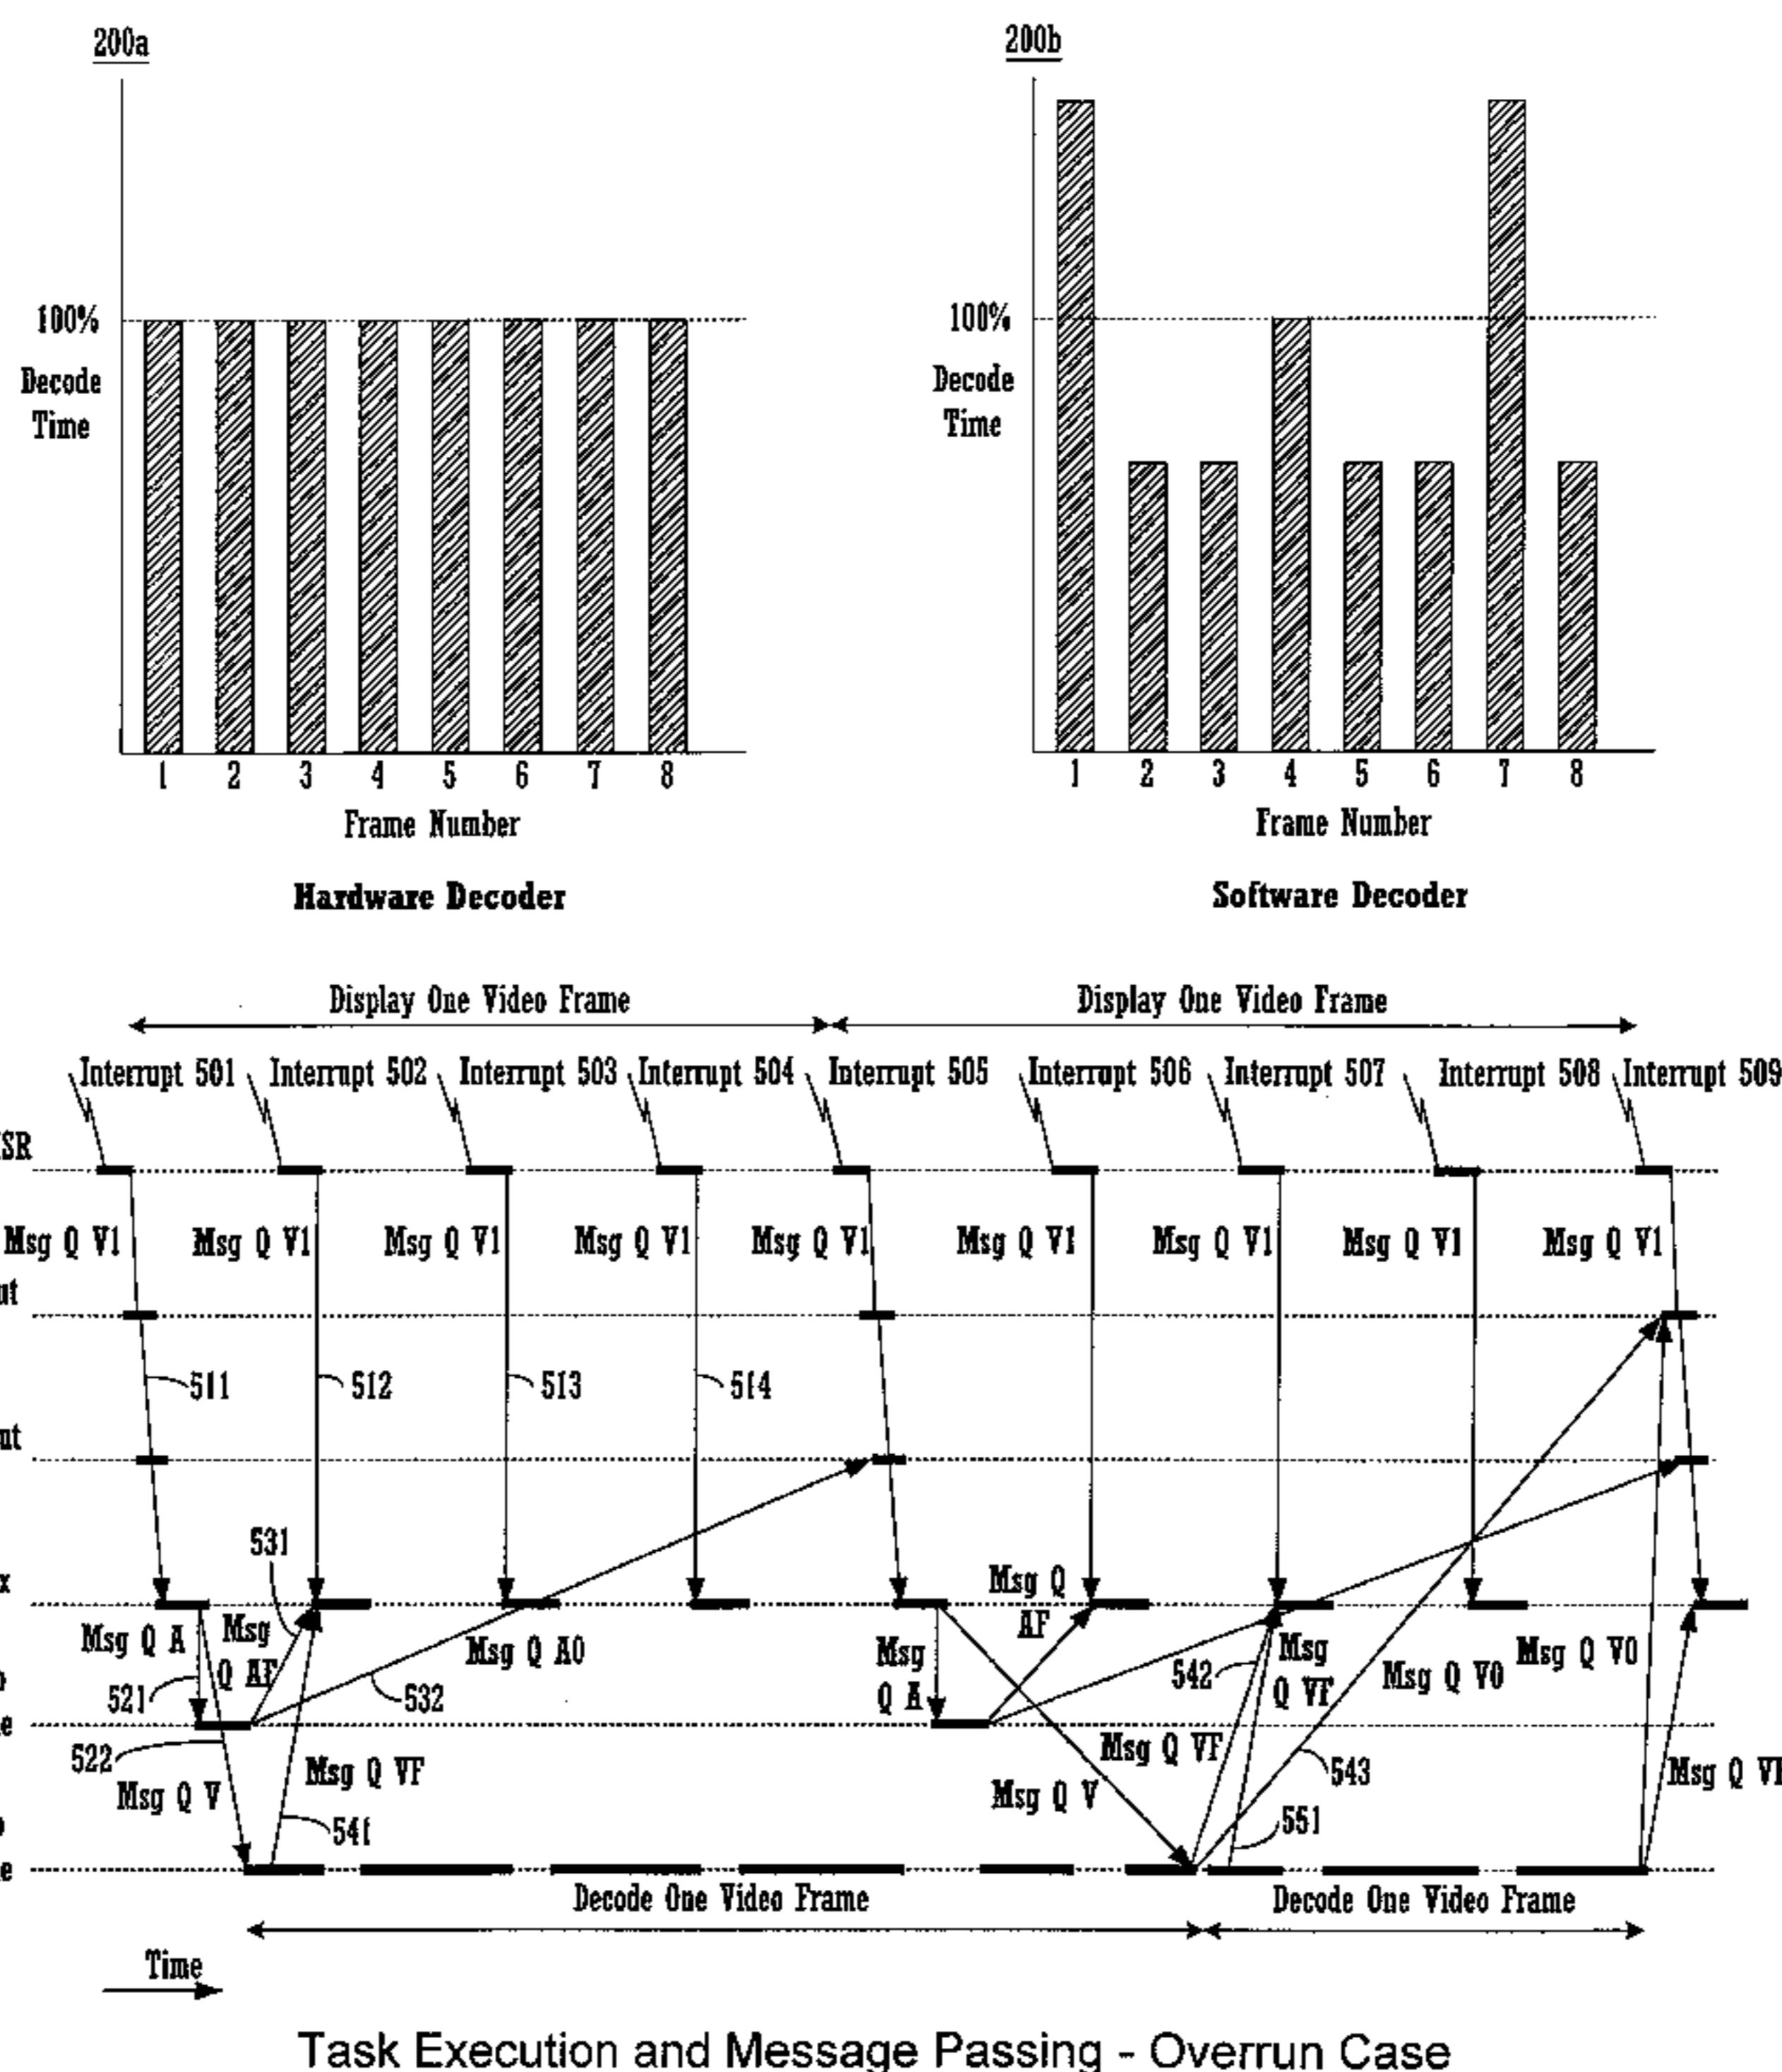 200a
100%
Decode
Time
1 2 3 4 5 6 7 8
Frame Number
Hardware Decoder
200b
100%
Decode
Time
1 2 3 4 5 6 7 8
Frame Number
Software Decoder
Display One Video Frame Display One Video Frame
Interrupt 501 Interrupt 502 Interrupt 503 Interrupt 504 Interrupt 505 Interrupt 506 Interrupt 507 Interrupt 508 Interrupt 509
SR
Msg Q V1 Msg Q V1 Msg Q V1 Msg Q V1 Msg Q V1 Msg Q V1 Msg Q V1 Msg Q V1 Msg Q V1
511 512 513 514
531
Msg Q A
Msg
Q AF
521
Msg Q AO
532
522
Msg Q V
Msg Q VF
541
Msg Q
AF
Msg
Q A
542
Msg
Q VF
Msg Q VO
Msg Q VO
Msg Q VF
Msg Q V
543
551
Decode One Video Frame Decode One Video Frame
Time
Task Execution and Message Passing - Overrun Case